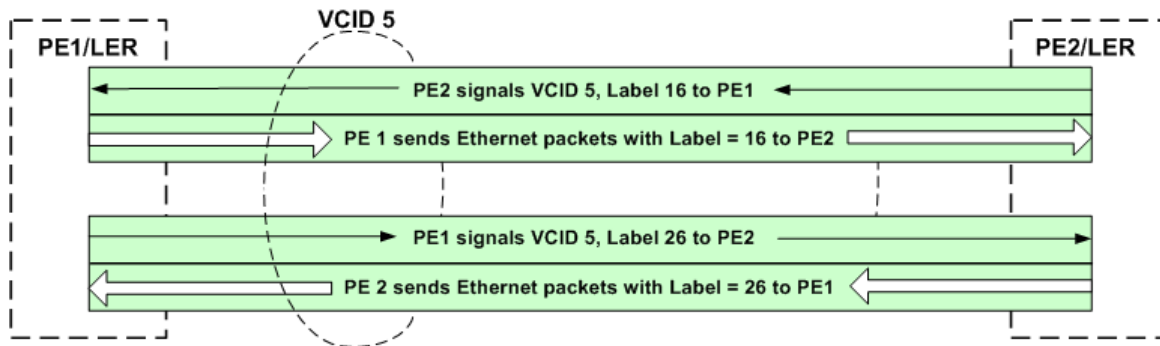 VCID 5
PE1/LER
PE2/LER
PE2 signals VCID 5, Label 16 to PE1
PE 1 sends Ethernet packets with Label = 16 to PE2
PE1 signals VCID 5, Label 26 to PE2
PE 2 sends Ethernet packets with Label = 26 to PE1